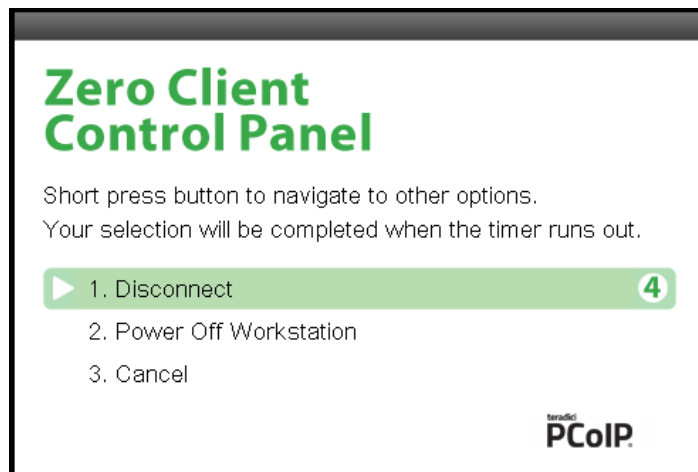 Zero Client
Control Panel
Short press button to navigate to other options.
Your selection will be completed when the timer runs out.
1. Disconnect 4
2. Power Off Workstation
3. Cancel
teradici
PCoIP